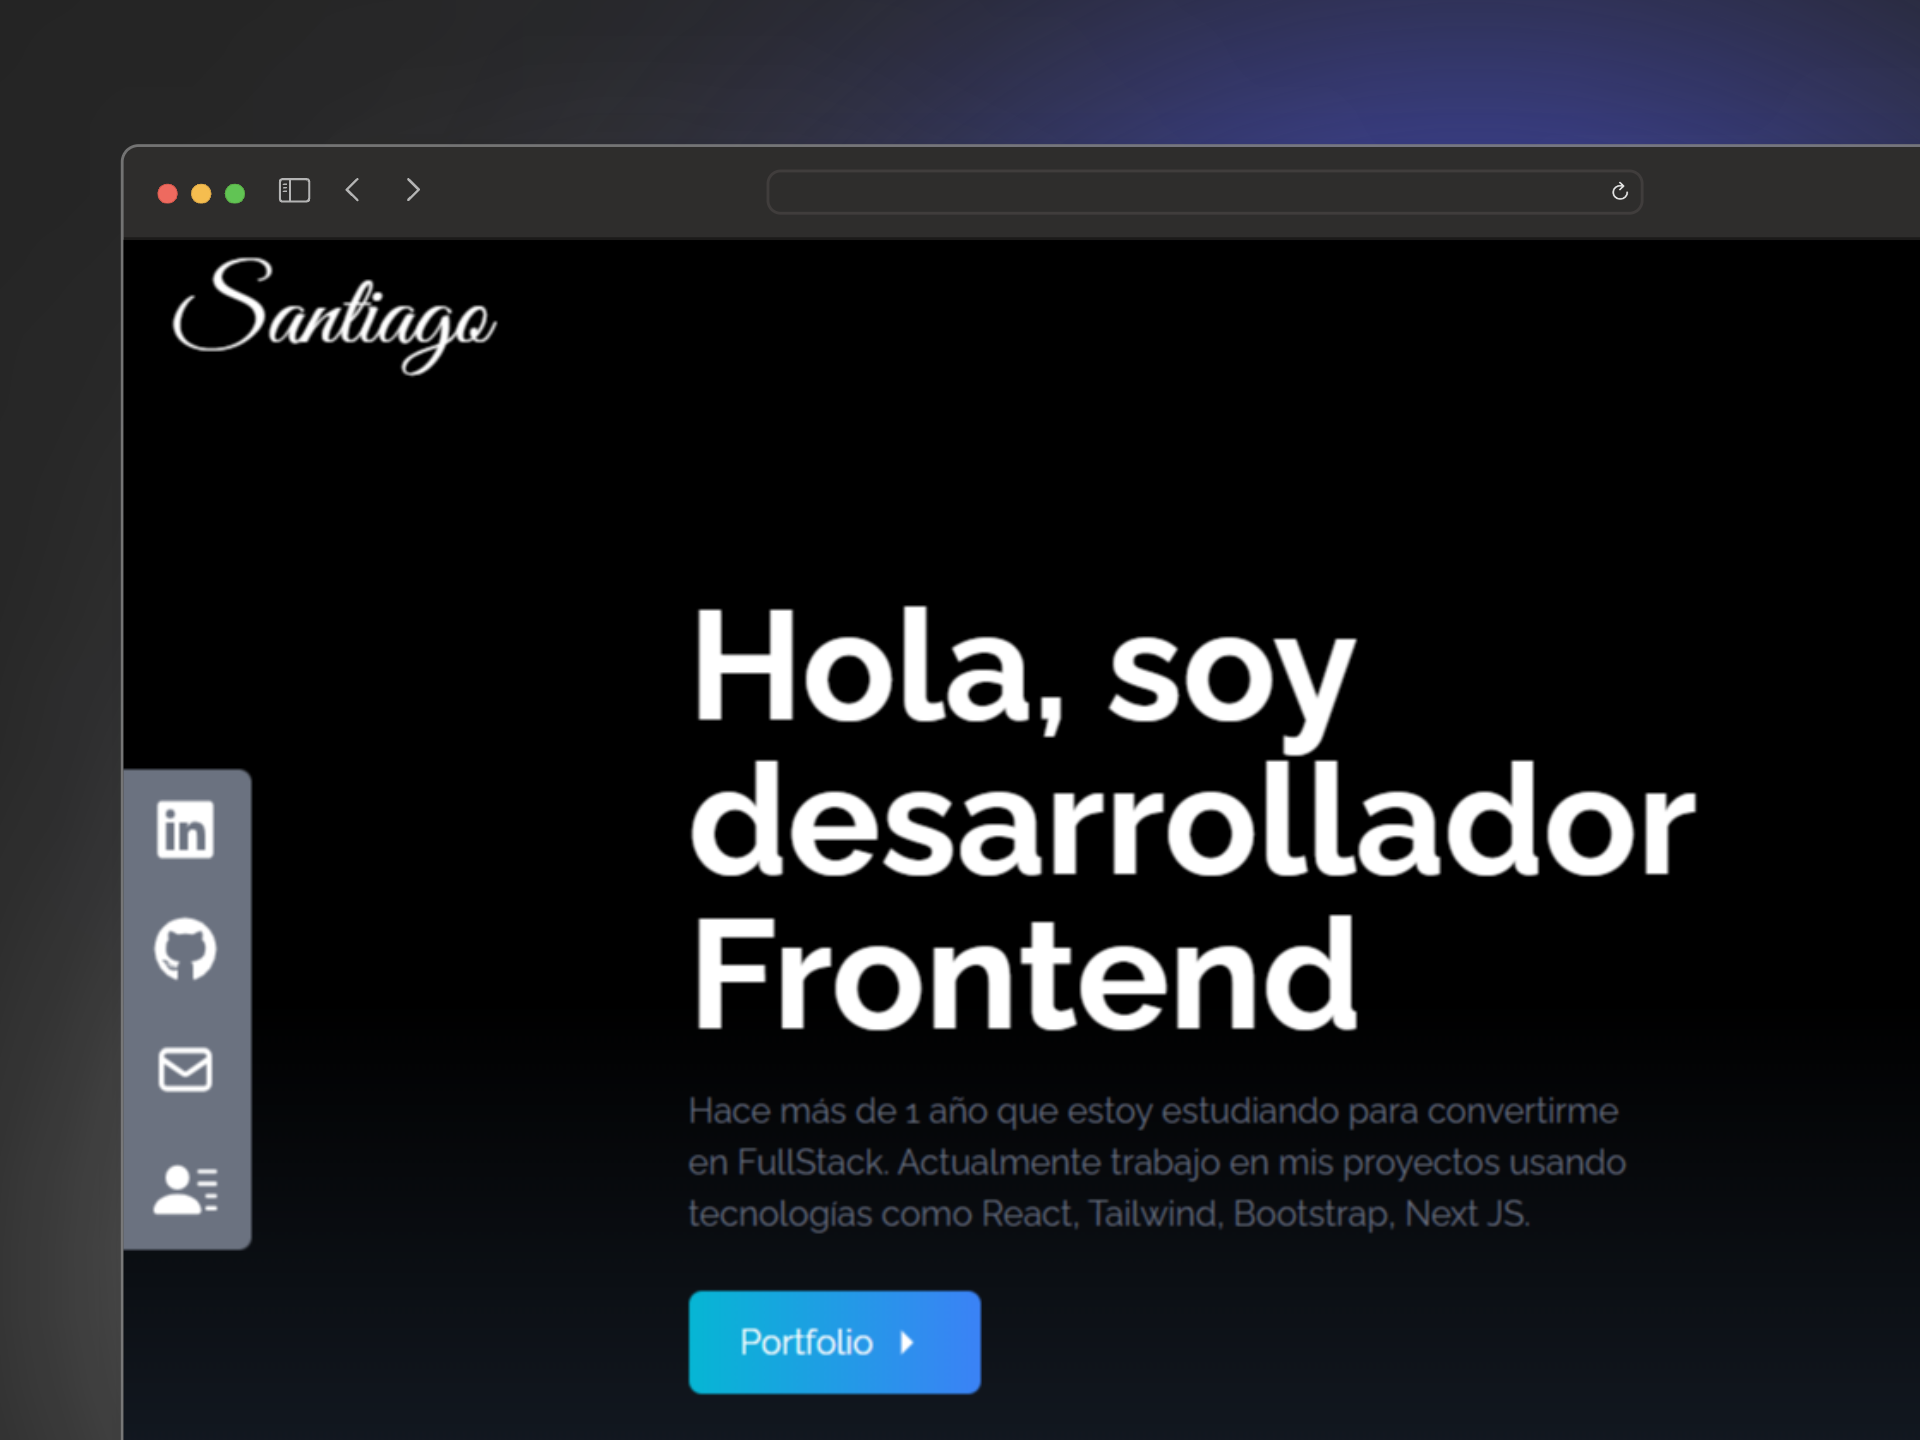 Santiago
Hola, soy
desarrollador
Frontend
in
Hace más de 1 año que estoy estudiando para convertirme
en FullStack. Actualmente trabajo en mis proyectos usando
tecnologías como React, Tailwind, Bootstrap, Next JS.
Portfolio